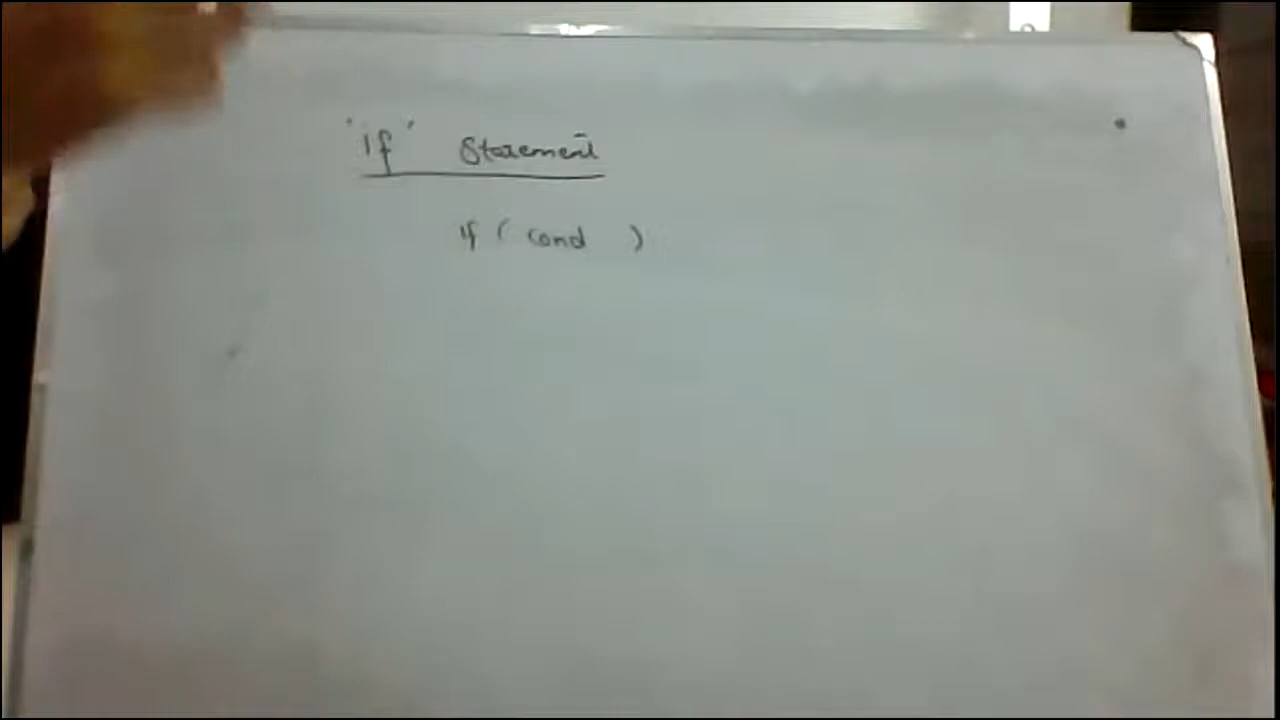 'if' Statement
if ( cond )